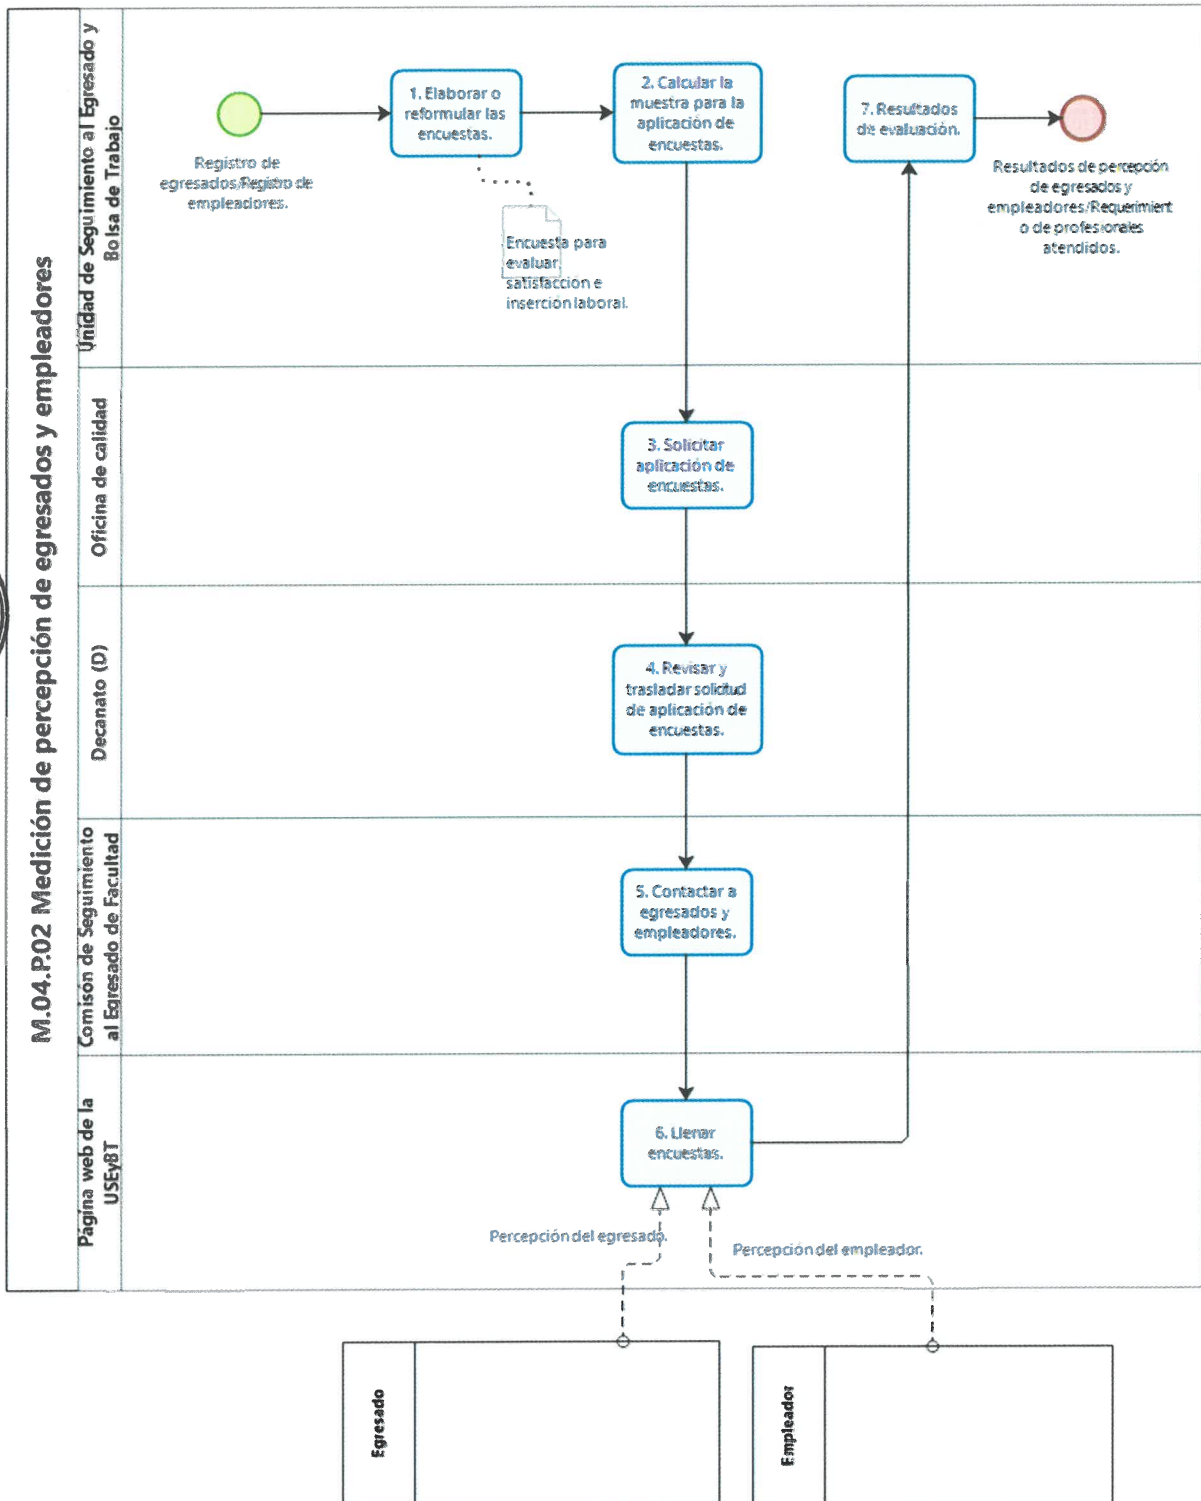 M.04.P.02 Medición de percepción de egresados y empleadores
Unidad de Seguimiento al Egresado y
Bolsa de Trabajo
Registro de
egresados/Registro de
empleadores.
1. Elaborar o
reformular las
encuestas.
Encuesta para
evaluar
satisfacción e
inserción laboral.
2. Calcular la
muestra para la
aplicación de
encuestas.
7. Resultados
de evaluación.
Resultados de percepción
de egresados y
empleadores/Requerimient
o de profesionales
atendidos.
Oficina de calidad
3. Solicitar
aplicación de
encuestas.
Decanato (D)
4. Revisar y
trasladar solicitud
de aplicación de
encuestas.
Comisón de Seguimiento
al Egresado de Facultad
5. Contactar a
egresados y
empleadores.
Página web de la
USEyBT
6. Llenar
encuestas.
Percepción del egresado.
Percepción del empleador.
Egresado
Empleador